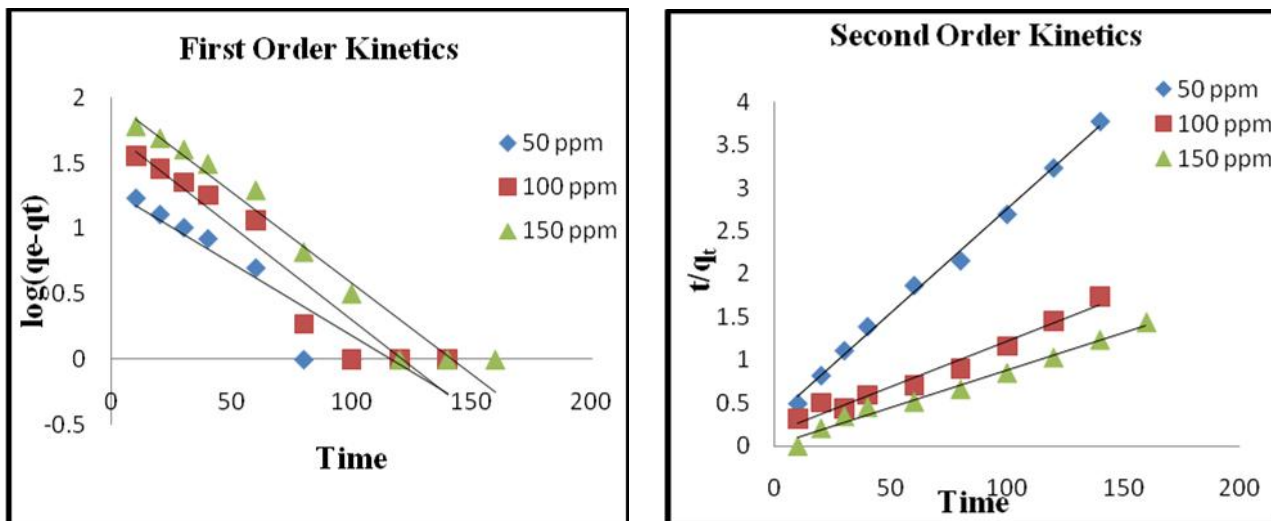 First Order Kinetics
2
1.5
1
0.5
0
-0.5
0
50
100
150
200
log(qe-qt)
Time
50 ppm
100 ppm
150 ppm
Second Order Kinetics
4
3.5
3
2.5
2
1.5
1
0.5
0
0
50
100
150
200
t/qt
Time
50 ppm
100 ppm
150 ppm